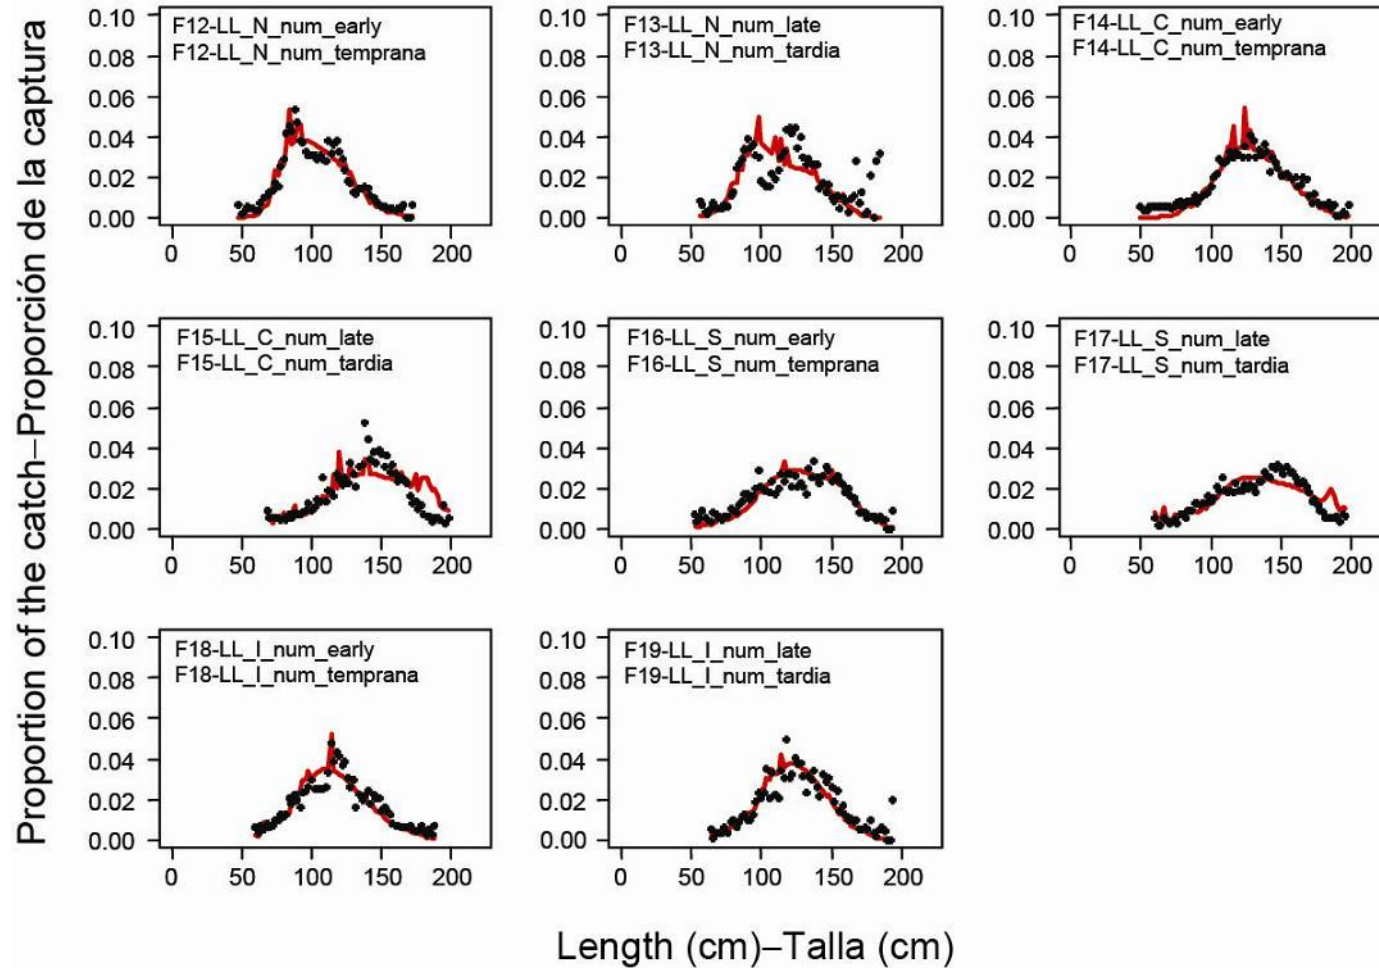 Proportion of the catch–Proporción de la captura
F12-LL_N_num_early
F12-LL_N_num_temprana
0.10
0.08
0.06
0.04
0.02
0.00
0 50 100 150 200
F13-LL_N_num_late
F13-LL_N_num_tardia
0.10
0.08
0.06
0.04
0.02
0.00
0 50 100 150 200
F14-LL_C_num_early
F14-LL_C_num_temprana
0.10
0.08
0.06
0.04
0.02
0.00
0 50 100 150 200
F15-LL_C_num_late
F15-LL_C_num_tardia
0.10
0.08
0.06
0.04
0.02
0.00
0 50 100 150 200
F16-LL_S_num_early
F16-LL_S_num_temprana
0.10
0.08
0.06
0.04
0.02
0.00
0 50 100 150 200
F17-LL_S_num_late
F17-LL_S_num_tardia
0.10
0.08
0.06
0.04
0.02
0.00
0 50 100 150 200
F18-LL_I_num_early
F18-LL_I_num_temprana
0.10
0.08
0.06
0.04
0.02
0.00
0 50 100 150 200
F19-LL_I_num_late
F19-LL_I_num_tardia
0.10
0.08
0.06
0.04
0.02
0.00
0 50 100 150 200
Length (cm)–Talla (cm)